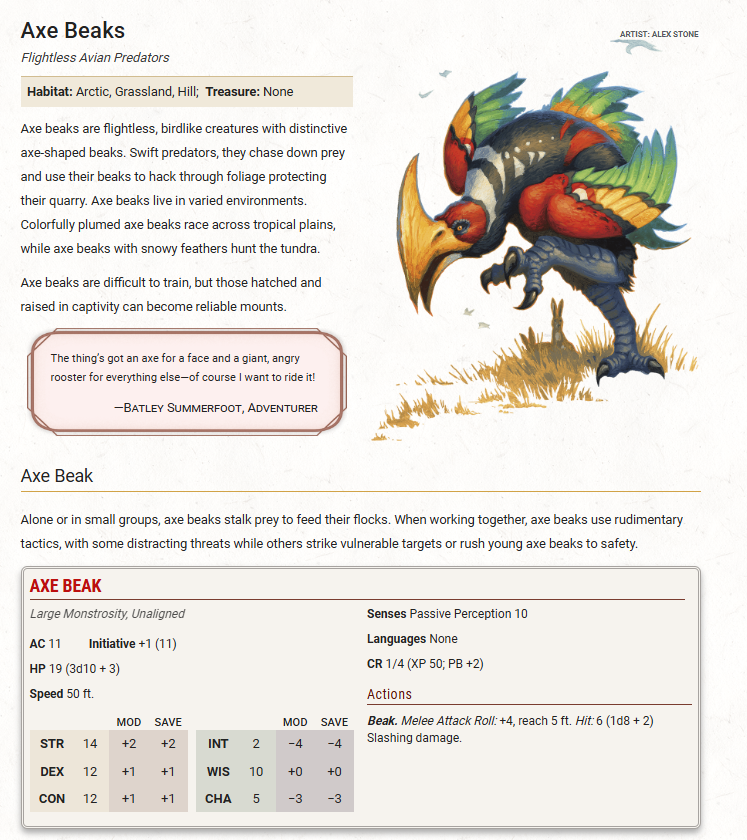 Axe Beaks
ARTIST: ALEX STONE
Flightless Avian Predators
Habitat: Arctic, Grassland, Hill; Treasure: None
Axe beaks are flightless, birdlike creatures with distinctive
axe-shaped beaks. Swift predators, they chase down prey
and use their beaks to hack through foliage protecting
their quarry. Axe beaks live in varied environments.
Colorfully plumed axe beaks race across tropical plains,
while axe beaks with snowy feathers hunt the tundra.
Axe beaks are difficult to train, but those hatched and
raised in captivity can become reliable mounts.
The thing's got an axe for a face and a giant, angry
rooster for everything else—of course I want to ride it!
—Batley Summerfoot, Adventurer
Axe Beak
Alone or in small groups, axe beaks stalk prey to feed their flocks. When working together, axe beaks use rudimentary
tactics, with some distracting threats while others strike vulnerable targets or rush young axe beaks to safety.
AXE BEAK
Large Monstrosity, Unaligned
AC 11 Initiative +1 (11)
HP 19 (3d10 + 3)
Speed 50 ft.
MOD SAVE MOD SAVE
STR 14 +2 +2 INT 2 −4 −4
DEX 12 +1 +1 WIS 10 +0 +0
CON 12 +1 +1 CHA 5 −3 −3
Senses Passive Perception 10
Languages None
CR 1/4 (XP 50; PB +2)
Actions
Beak. Melee Attack Roll: +4, reach 5 ft. Hit: 6 (1d8 + 2)
Slashing damage.